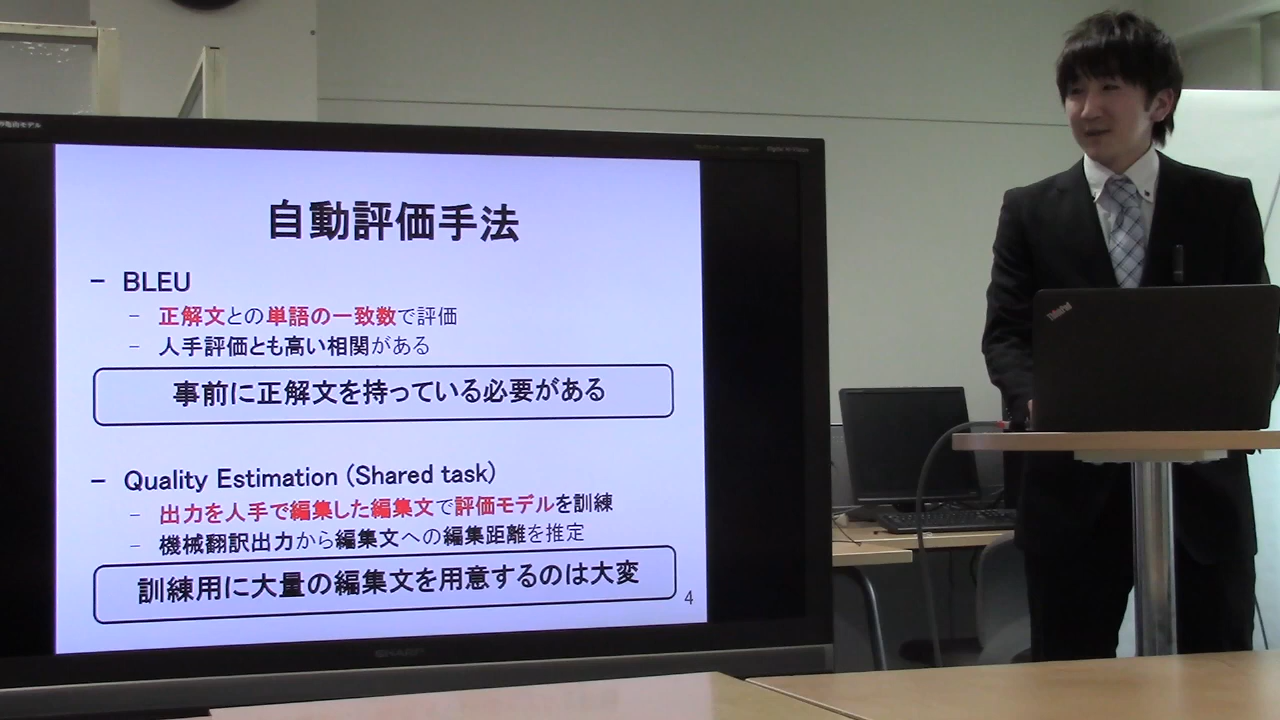 自動評価手法
– BLEU
– 正解文との単語の一致数で評価
– 人手評価とも高い相関がある
事前に正解文を持っている必要がある
– Quality Estimation (Shared task)
– 出力を人手で編集した編集文で評価モデルを訓練
– 機械翻訳出力から編集文への編集距離を推定
訓練用に大量の編集文を用意するのは大変
4
SHARP
ThinkPad